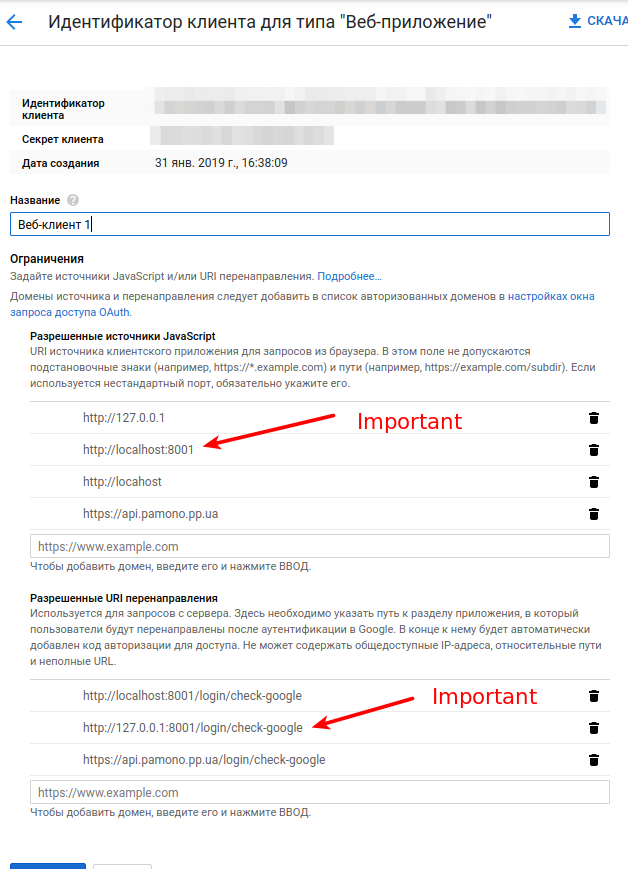 Идентификатор клиента для типа "Веб-приложение"
СКАЧА
Идентификатор
клиента
Секрет клиента
Дата создания
31 янв. 2019 г., 16:38:09
Название ?
Веб-клиент 1
Ограничения
Задайте источники JavaScript и/или URI перенаправления. Подробнее…
Домены источника и перенаправления следует добавить в список авторизованных доменов в настройках окна
запроса доступа OAuth.
Разрешенные источники JavaScript
URI источника клиентского приложения для запросов из браузера. В этом поле не допускаются
подстановочные знаки (например, https://*.example.com) и пути (например, https://example.com/subdir). Если
используется нестандартный порт, обязательно укажите его.
http://127.0.0.1
Important
http://localhost:8001
http://locahost
https://api.pamono.pp.ua
https://www.example.com
Чтобы добавить домен, введите его и нажмите ВВОД.
Разрешенные URI перенаправления
Используется для запросов с сервера. Здесь необходимо указать путь к разделу приложения, в который
пользователи будут перенаправлены после аутентификации в Google. В конце к нему будет автоматически
добавлен код авторизации для доступа. Не может содержать общедоступные IP-адреса, относительные пути
и неполные URL.
http://localhost:8001/login/check-google
Important
http://127.0.0.1:8001/login/check-google
https://api.pamono.pp.ua/login/check-google
https://www.example.com
Чтобы добавить домен, введите его и нажмите ВВОД.